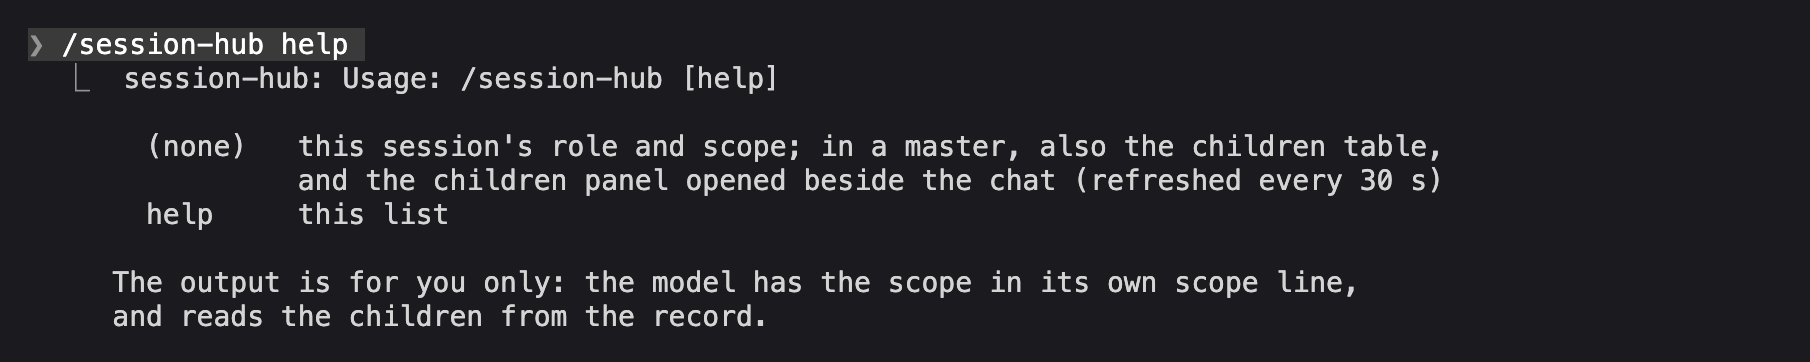 ❯ /session-hub help
session-hub: Usage: /session-hub [help]
(none)   this session's role and scope; in a master, also the children table,
and the children panel opened beside the chat (refreshed every 30 s)
help     this list
The output is for you only: the model has the scope in its own scope line,
and reads the children from the record.